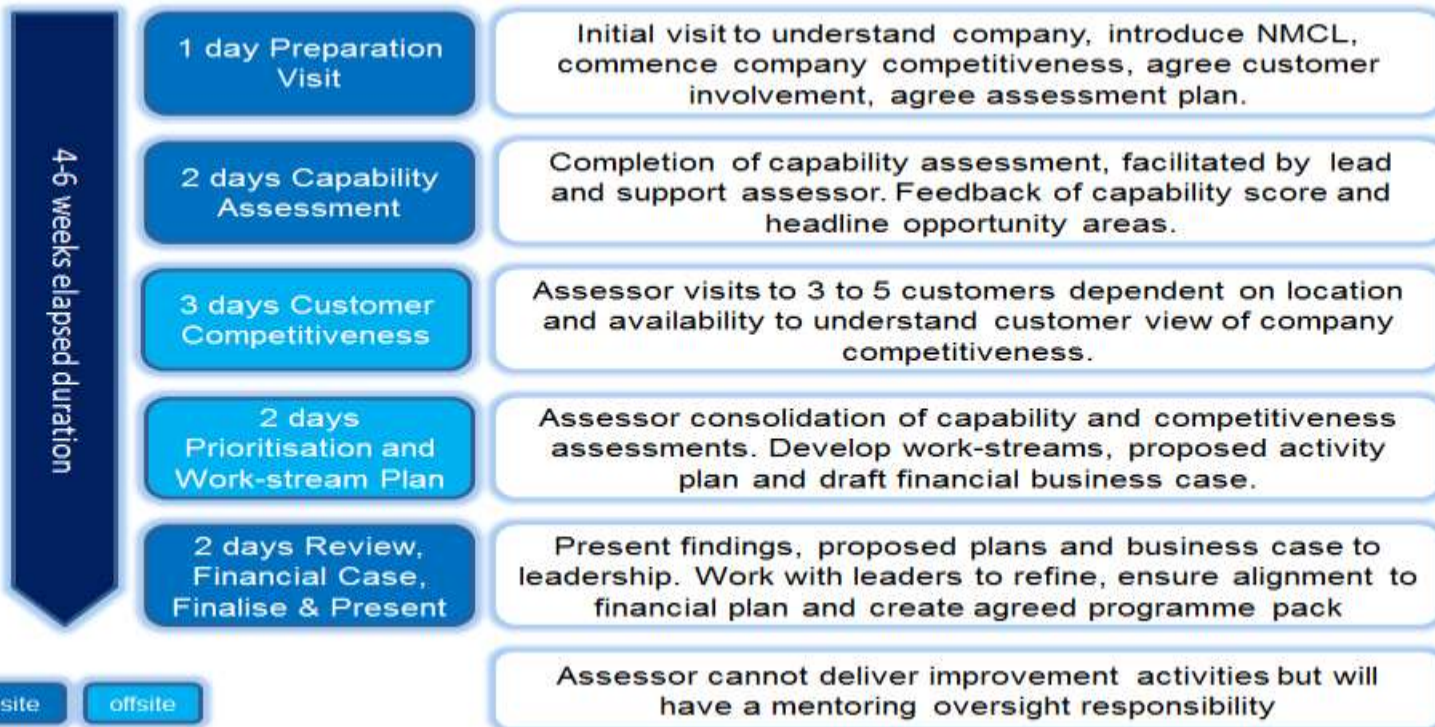 4-6 weeks elapsed duration
1 day Preparation
Visit
Initial visit to understand company, introduce NMCL,
commence company competitiveness, agree customer
involvement, agree assessment plan.
2 days Capability
Assessment
Completion of capability assessment, facilitated by lead
and support assessor. Feedback of capability score and
headline opportunity areas.
3 days Customer
Competitiveness
Assessor visits to 3 to 5 customers dependent on location
and availability to understand customer view of company
competitiveness.
2 days
Prioritisation and
Work-stream Plan
Assessor consolidation of capability and competitiveness
assessments. Develop work-streams, proposed activity
plan and draft financial business case.
2 days Review,
Financial Case,
Finalise & Present
Present findings, proposed plans and business case to
leadership. Work with leaders to refine, ensure alignment to
financial plan and create agreed programme pack
Assessor cannot deliver improvement activities but will
have a mentoring oversight responsibility
site
offsite